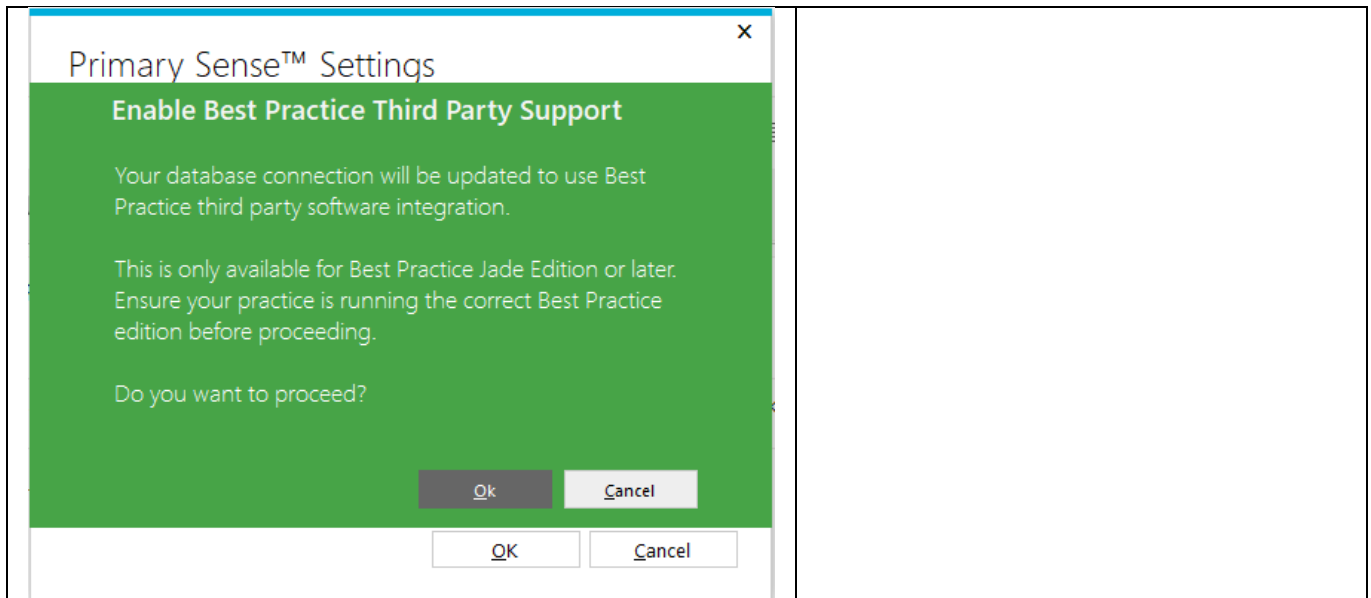 ×
Primary Sense™ Settings
Enable Best Practice Third Party Support
Your database connection will be updated to use Best
Practice third party software integration.
This is only available for Best Practice Jade Edition or later.
Ensure your practice is running the correct Best Practice
edition before proceeding.
Do you want to proceed?
Ok Cancel
OK Cancel